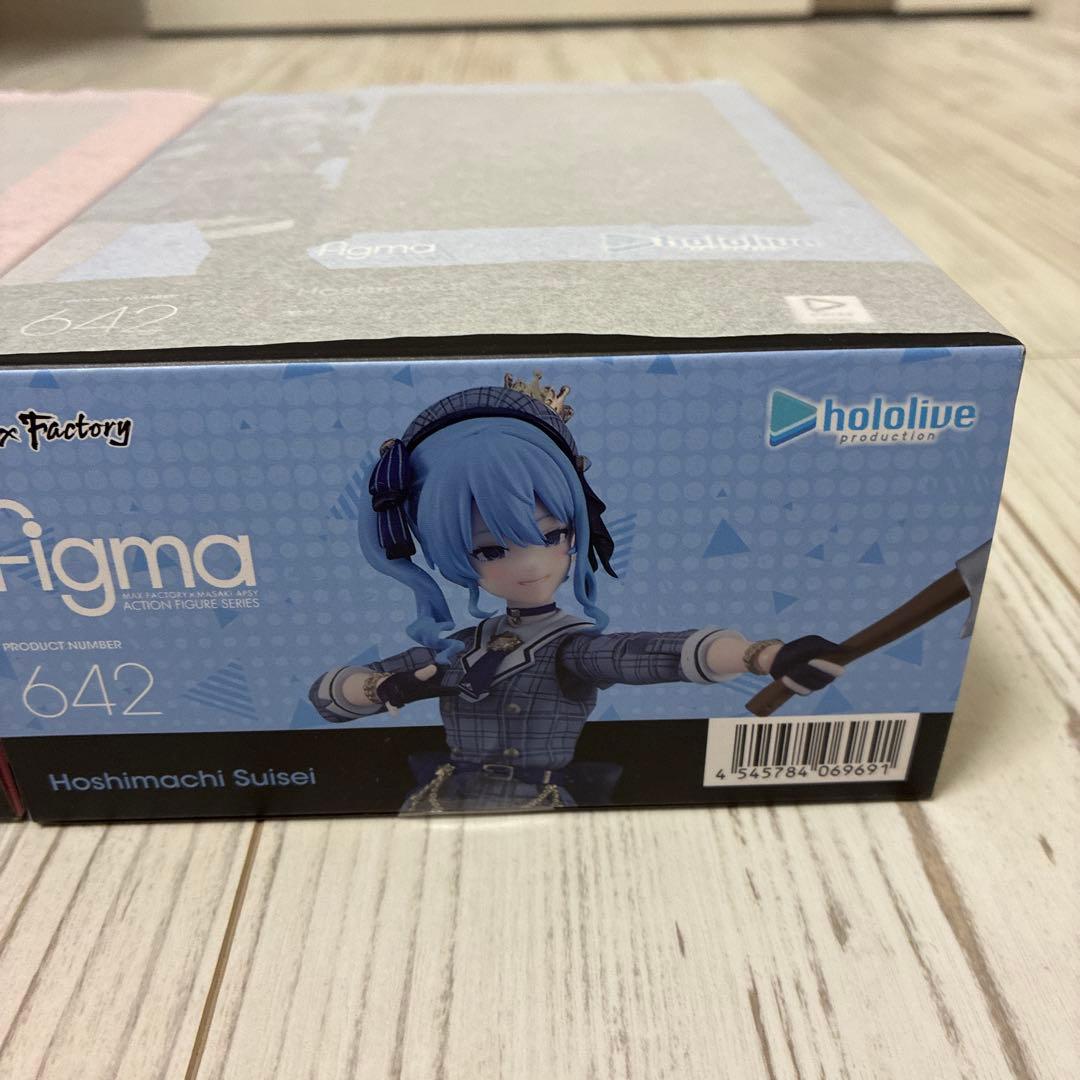 figma
hololive
642
x Factory
hololive
production
figma
MAX FACTORY × MASAKI APSY
ACTION FIGURE SERIES
PRODUCT NUMBER
642
Hoshimachi Suisei
4 545784 069691